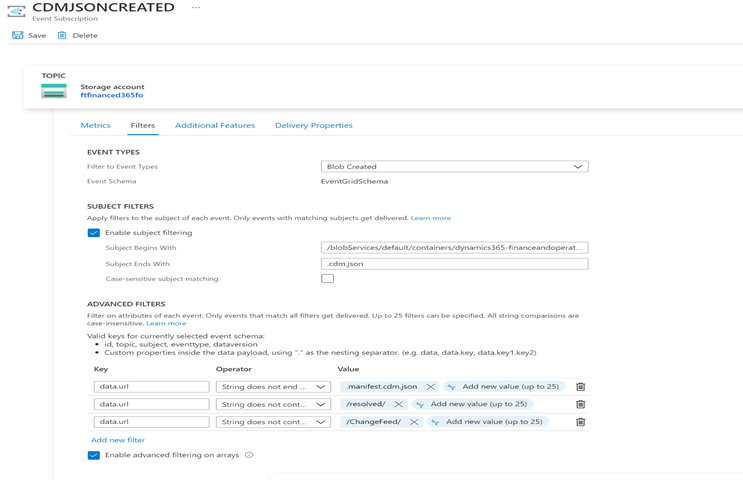 CDMJSONCREATED ...
Event Subscription
Save Delete
TOPIC
Storage account
ftfinanced365fo
Metrics Filters Additional Features Delivery Properties
EVENT TYPES
Filter to Event Types Blob Created
Event Schema EventGridSchema
SUBJECT FILTERS
Apply filters to the subject of each event. Only events with matching subjects get delivered. Learn more
Enable subject filtering
Subject Begins With /blobServices/default/containers/dynamics365-financeandoperat...
Subject Ends With .cdm.json
Case-sensitive subject matching
ADVANCED FILTERS
Filter on attributes of each event. Only events that match all filters get delivered. Up to 25 filters can be specified. All string comparisons are
case-insensitive. Learn more
Valid keys for currently selected event schema:
• id, topic, subject, eventtype, dataversion
• Custom properties inside the data payload, using "." as the nesting separator. (e.g. data, data.key, data.key1.key2)
Key Operator Value
data.url String does not end ... .manifest.cdm.json Add new value (up to 25)
data.url String does not cont... /resolved/ Add new value (up to 25)
data.url String does not cont... /ChangeFeed/ Add new value (up to 25)
Add new filter
Enable advanced filtering on arrays